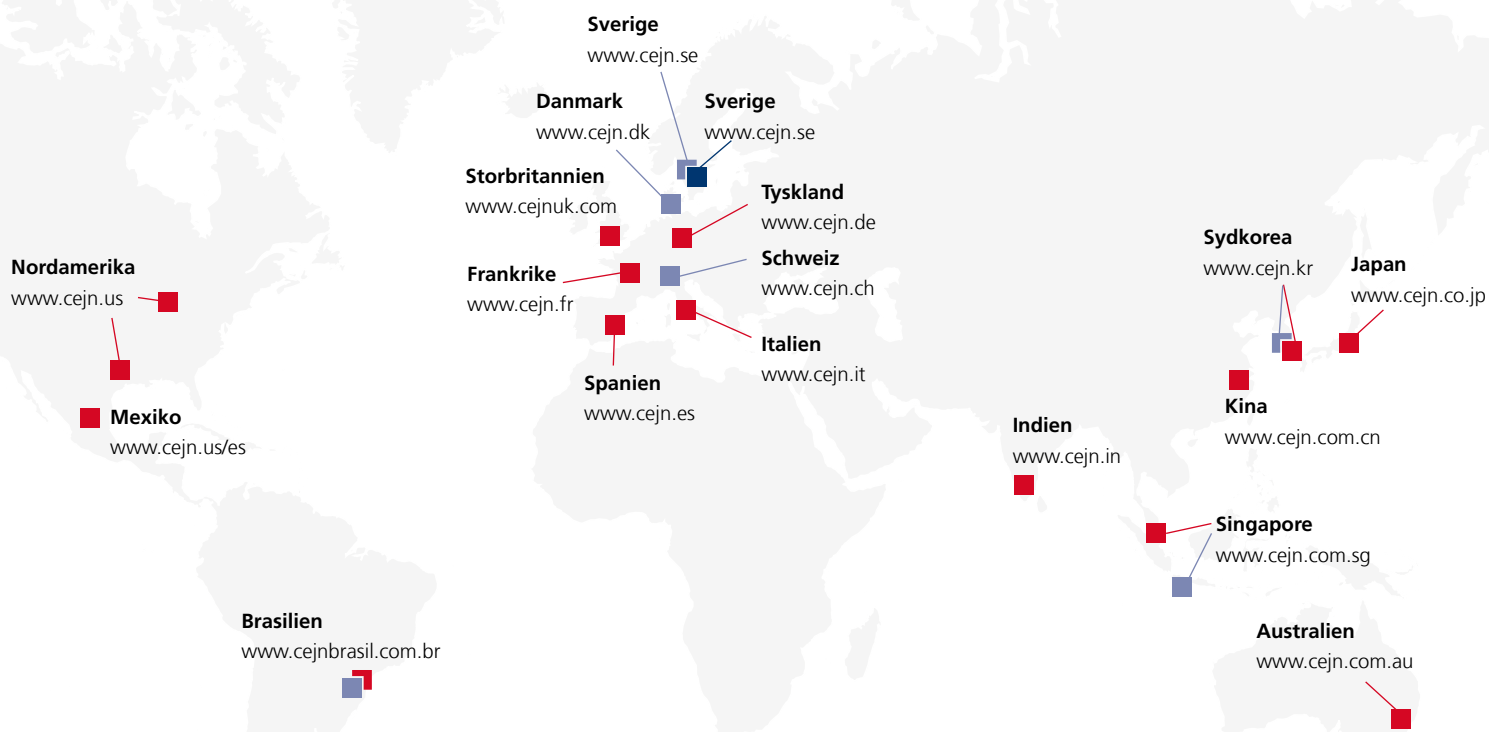 Sverige
www.cejn.se
Danmark
www.cejn.dk
Sverige
www.cejn.se
Storbritannien
www.cejnuk.com
Tyskland
www.cejn.de
Nordamerika
www.cejn.us
Frankrike
www.cejn.fr
Schweiz
www.cejn.ch
Sydkorea
www.cejn.kr
Japan
www.cejn.co.jp
Italien
www.cejn.it
Spanien
www.cejn.es
Mexiko
www.cejn.us/es
Kina
www.cejn.com.cn
Indien
www.cejn.in
Singapore
www.cejn.com.sg
Brasilien
www.cejnbrasil.com.br
Australien
www.cejn.com.au